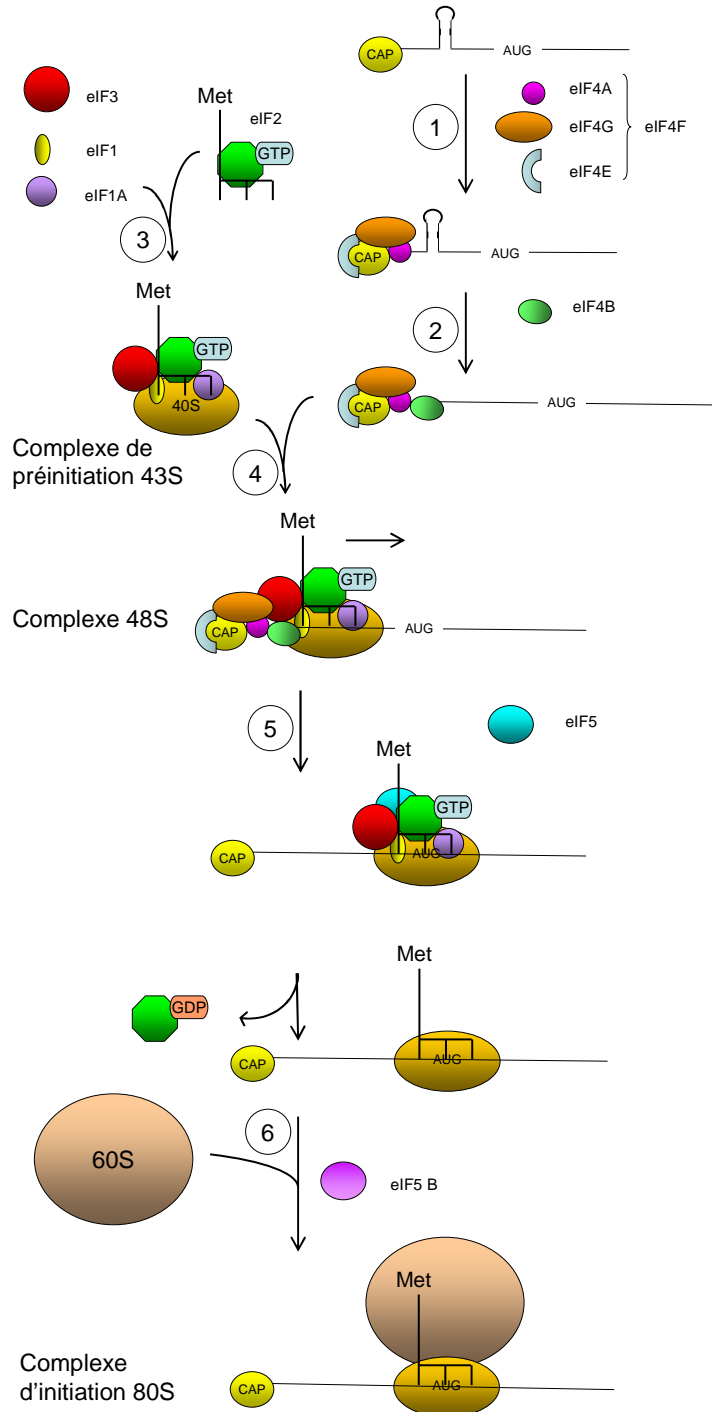 CAP
AUG
eIF3
eIF1
eIF1A
Met
eIF2
GTP
1
eIF4A
eIF4G
eIF4E
eIF4F
3
CAP
AUG
2
eIF4B
Met
GTP
40S
CAP
AUG
Complexe de
préinitiation 43S
4
Met
GTP
Complexe 48S
CAP
AUG
5
eIF5
Met
GTP
CAP
AUG
Met
GDP
CAP
AUG
6
60S
eIF5 B
Met
Complexe
d'initiation 80S
CAP
AUG